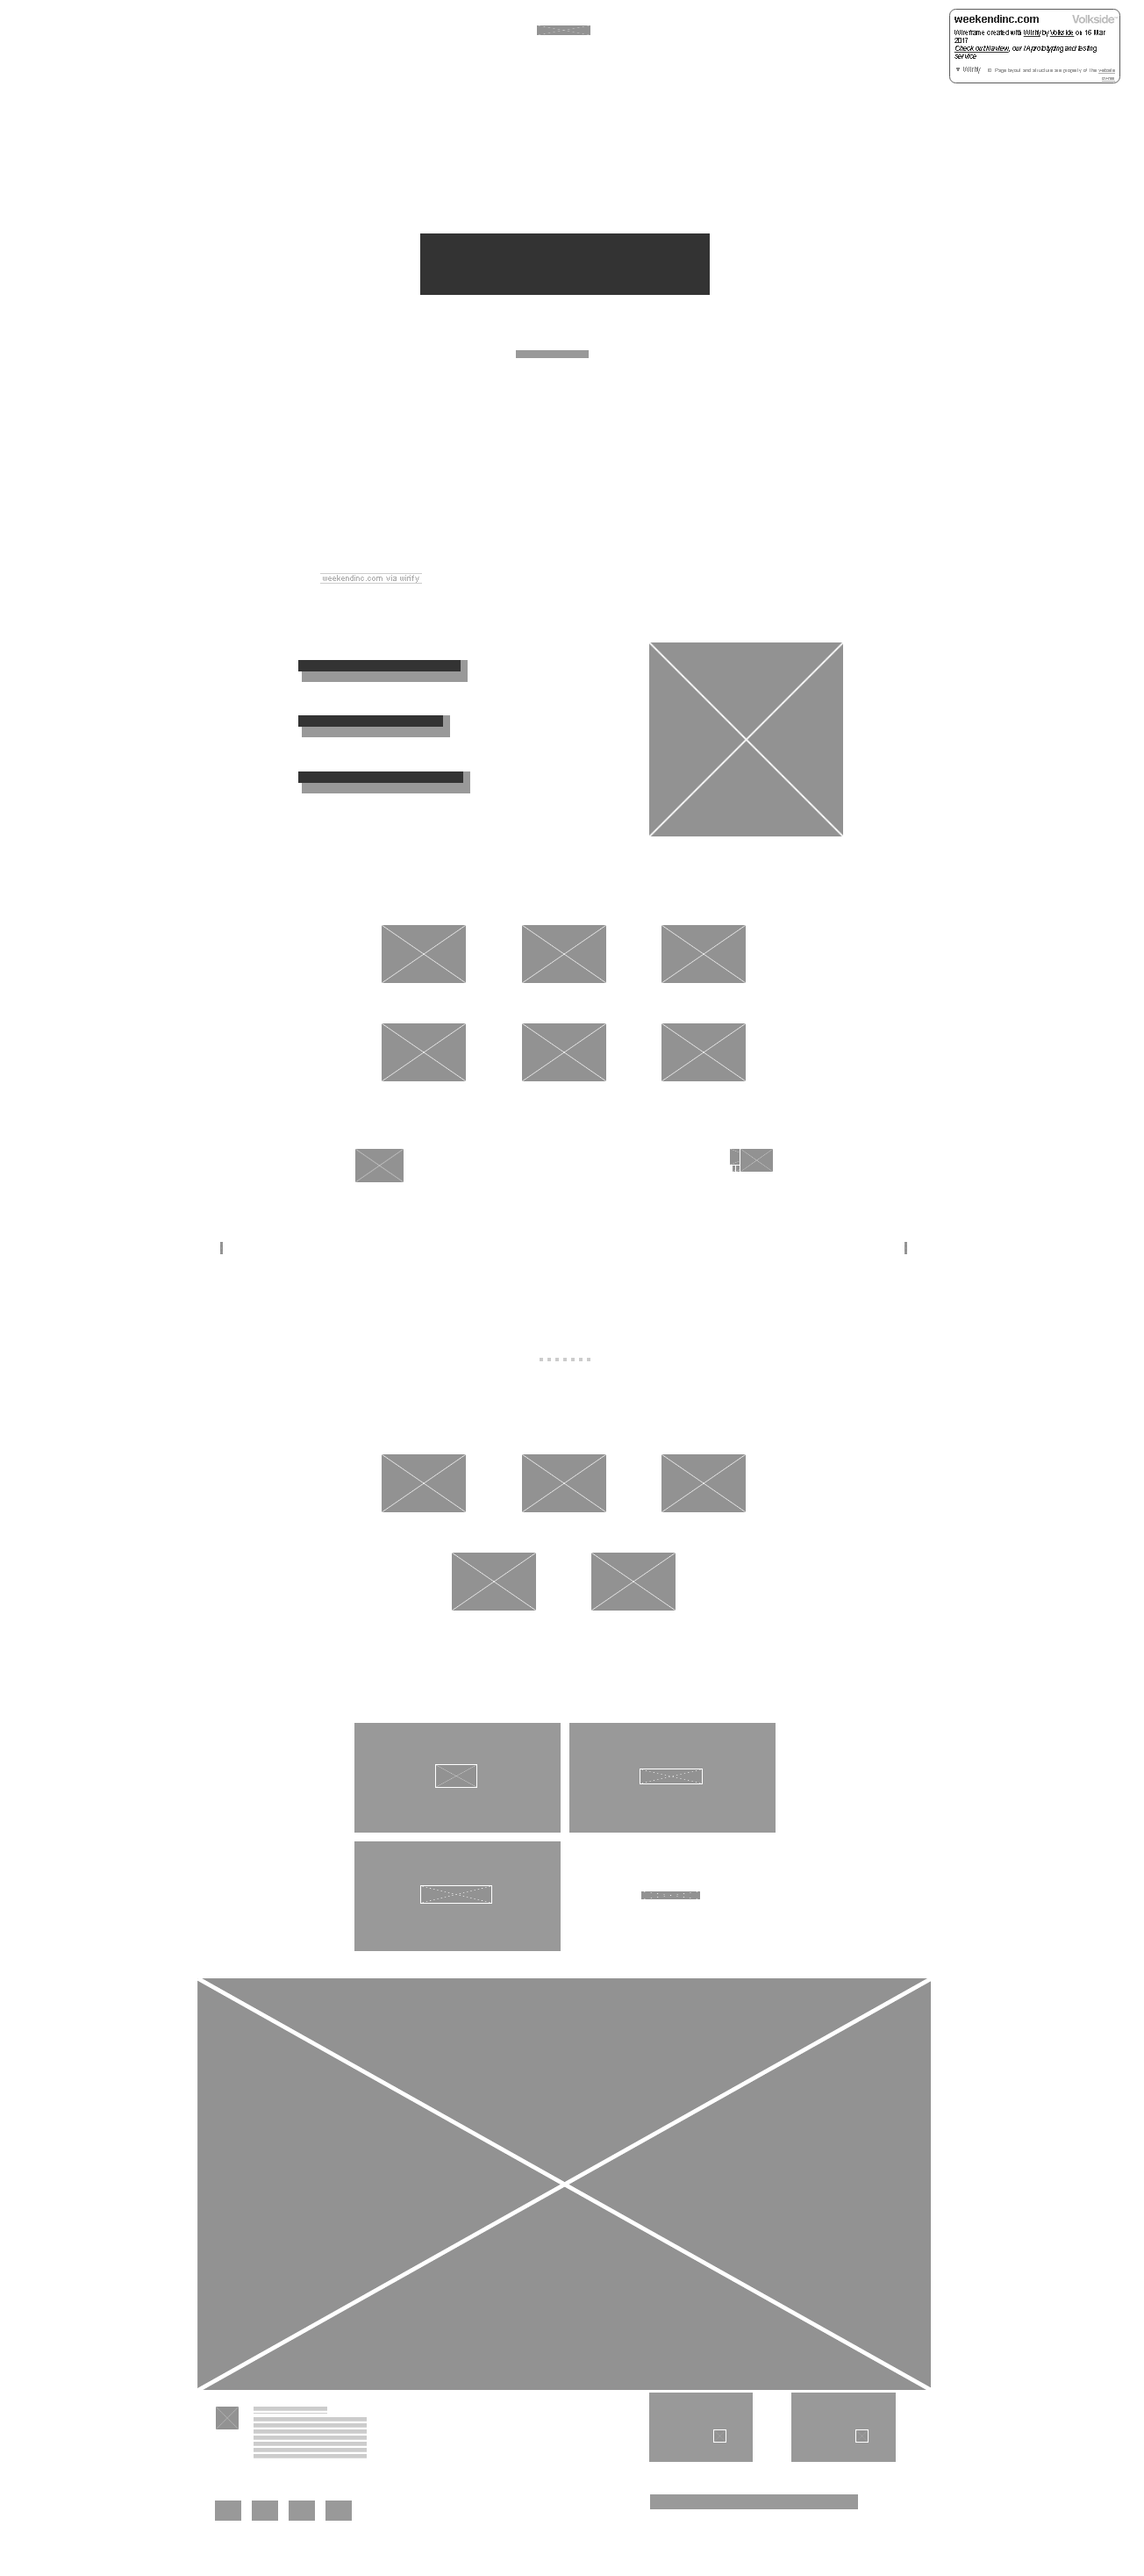 weekendinc.com Volkside
Wireframe created with Wirify by Volkside on 16 Mar
2017
Check out Naview, our IA prototyping and testing
service
▼ Wirify © Page layout and structure are property of the website
owner
weekendinc.com via wirify